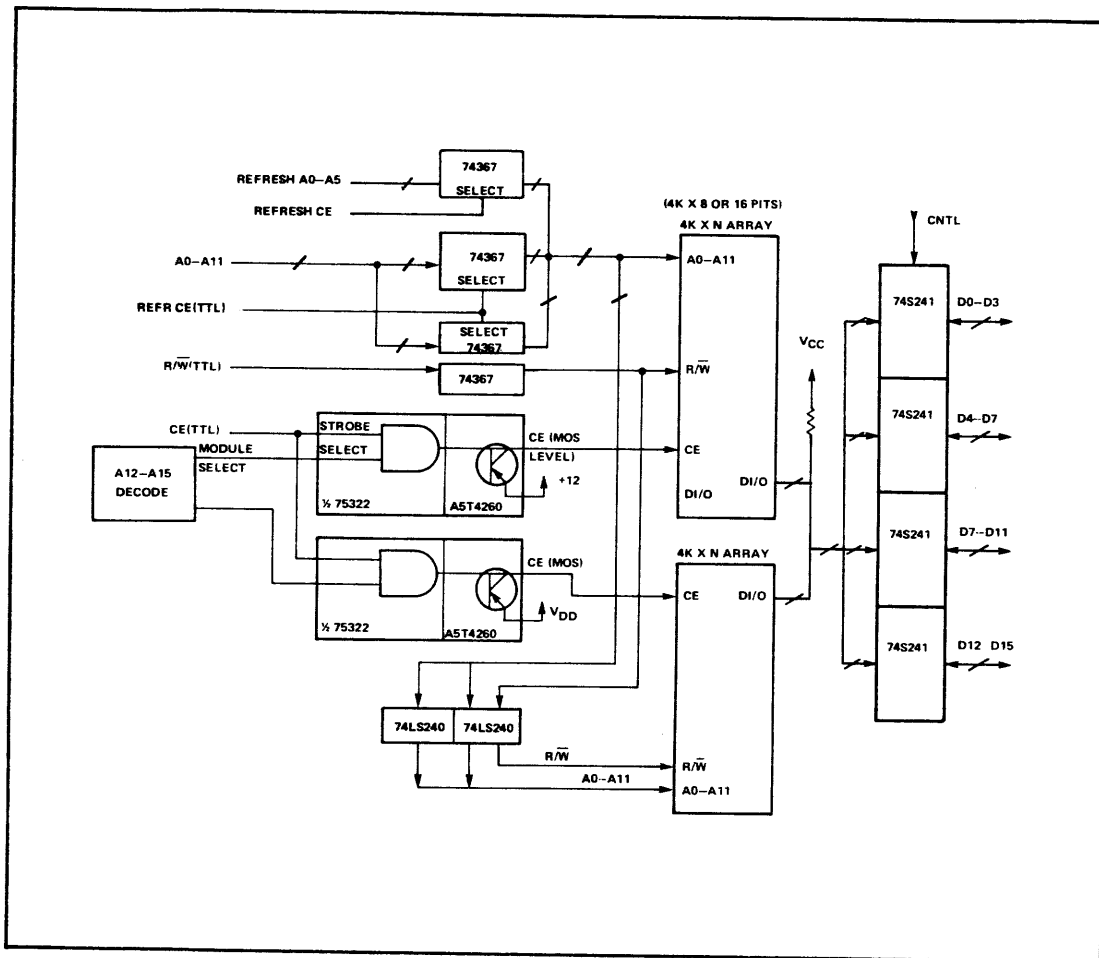 74367
SELECT
REFRESH A0–A5
REFRESH CE
(4K X 8 OR 16 PITS)
4K X N ARRAY
CNTL
A0–A11
74367
SELECT
A0–A11
74S241
D0–D3
REFR CE(TTL)
SELECT
74367
VCC
R/W̅(TTL)
74367
R/W̅
CE(TTL)
STROBE
MODULE
SELECT
SELECT
CE (MOS
LEVEL)
CE
74S241
D4–D7
A12–A15
DECODE
+12
DI/O
DI/O
½ 75322
A5T4260
74S241
D7–D11
4K X N ARRAY
CE (MOS)
CE
DI/O
VDD
½ 75322
A5T4260
74S241
D12 D15
74LS240
74LS240
R/W̅
R/W̅
A0–A11
A0–A11